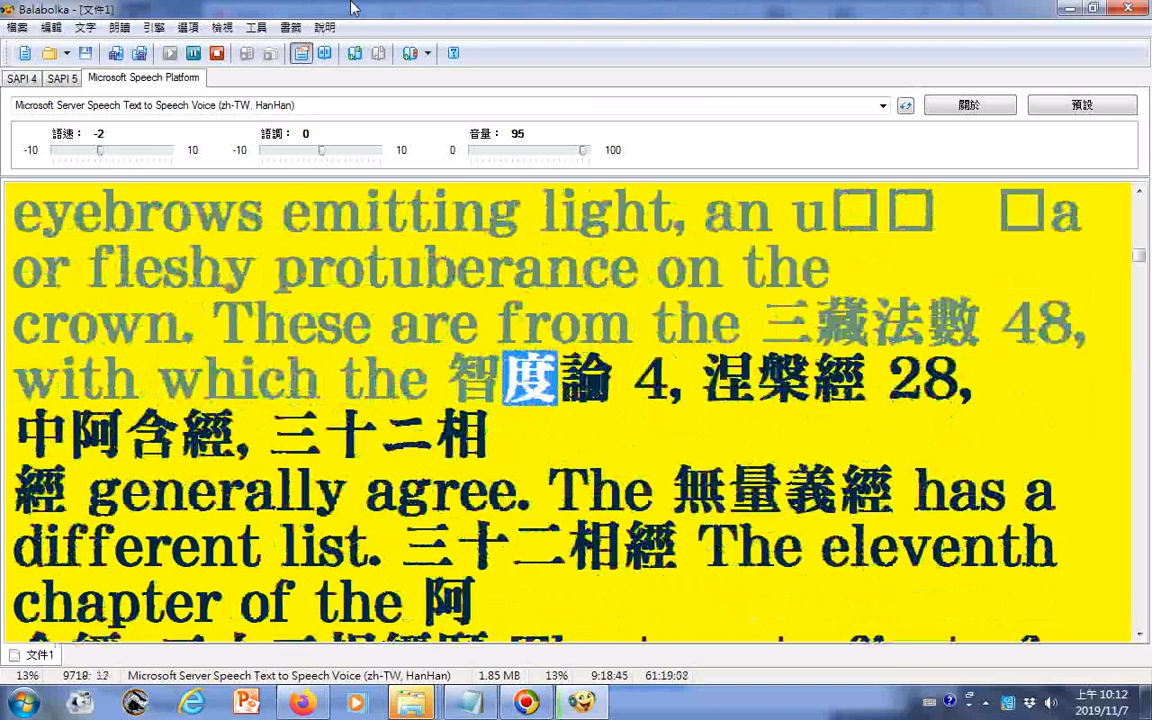 Balabolka - [文件1]
檔案 編輯 文字 朗讀 引擎 選項 檢視 工具 書籤 說明
SAPI 4 SAPI 5 Microsoft Speech Platform
Microsoft Server Speech Text to Speech Voice (zh-TW, HanHan) 關於 預設
語速： -2 語調： 0 音量： 95
-10 10 -10 10 0 100
eyebrows emitting light, an u□□ □a
or fleshy protuberance on the
crown. These are from the 三藏法數 48,
with which the 智度論 4, 涅槃經 28,
中阿含經, 三十ニ相
經 generally agree. The 無量義經 has a
different list. 三十二相經 The eleventh
chapter of the 阿
文件1
13% 9718: 12 Microsoft Server Speech Text to Speech Voice (zh-TW, HanHan) 1.85 MB 13% 9:18:45 61:19:58
上午 10:12
2019/11/7